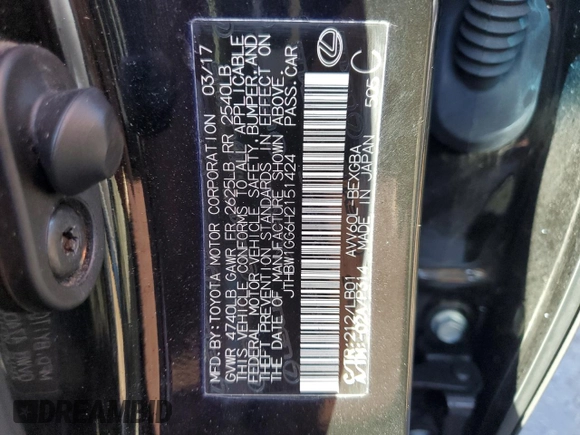 MFD.BY:TOYOTA MOTOR CORPORATION 03/17
GVWR 4740LB GAWR FR 2625LB RR 2540LB
THIS VEHICLE CONFORMS TO ALL APPLICABLE
FEDERAL MOTOR VEHICLE SAFETY,BUMPER,AND
THEFT PREVENTION STANDARDS IN EFFECT ON
THE DATE OF MANUFACTURE SHOWN ABOVE.
JTHBW1GG6H2151424 PASS.CAR
C/TR:212/LB01 AVV60L-BEXGBA
MADE IN JAPAN
595 C
DREAMBID